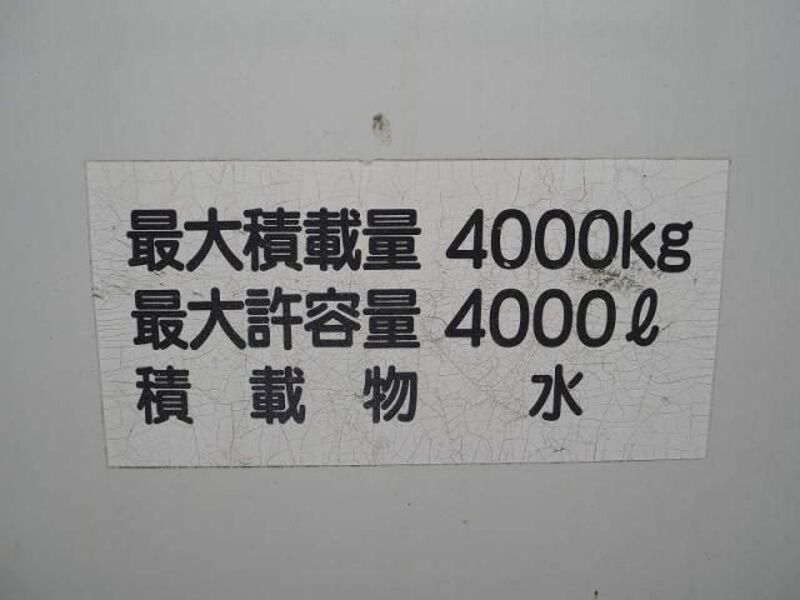 最大積載量 4000kg
最大許容量 4000ℓ
積載物 水